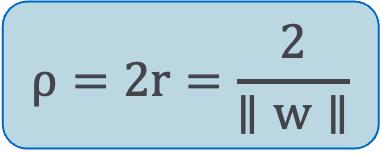 ρ = 2r = 2 / ‖ w ‖